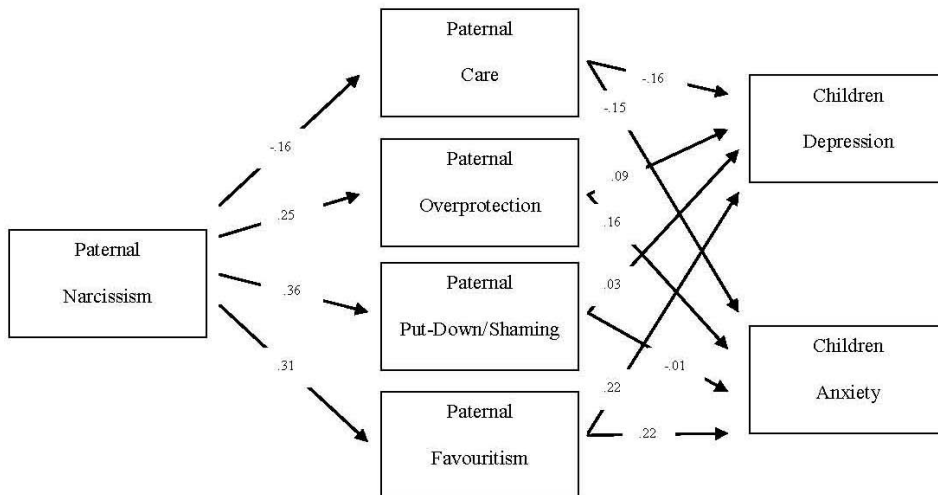 Paternal
Care
-.16
-.15
Children
Depression
-.16
Paternal
Overprotection
.09
.25
.16
Paternal
Narcissism
Paternal
Put-Down/Shaming
.36
.03
Children
Anxiety
.31
-.01
Paternal
Favouritism
.22
.22